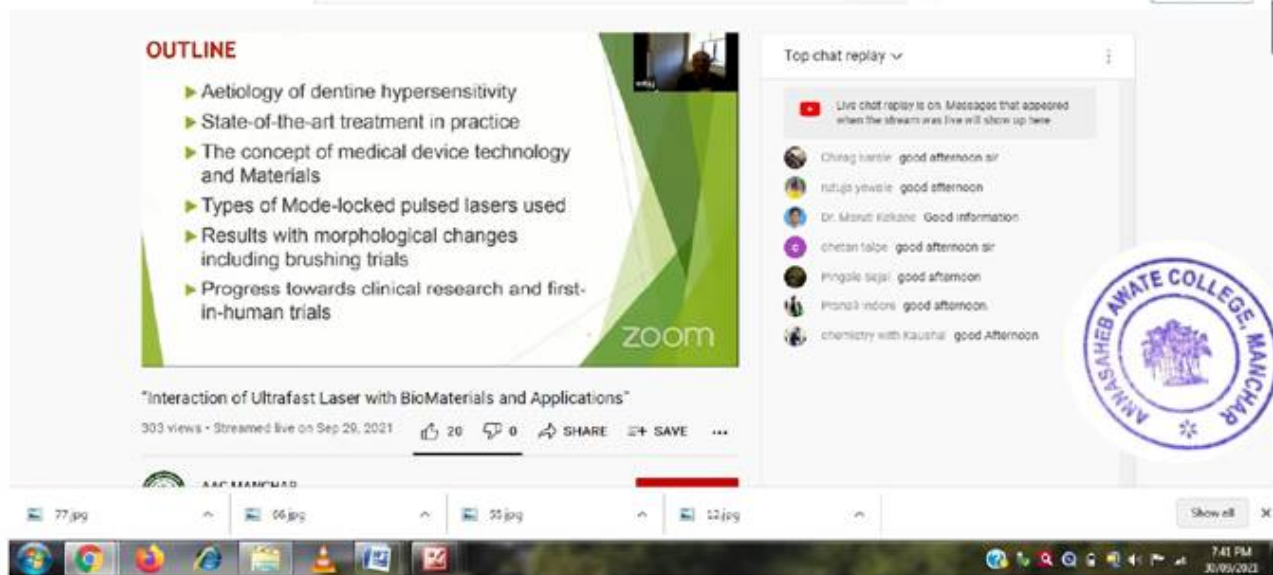 OUTLINE
Aetiology of dentine hypersensitivity
State-of-the-art treatment in practice
The concept of medical device technology
and Materials
Types of Mode-locked pulsed lasers used
Results with morphological changes
including brushing trials
Progress towards clinical research and first-
in-human trials
zoom
Top chat replay
Live chat replay is on. Messages that appeared
when the stream was live will show up here
good afternoon sir
good afternoon
Good information
chetan talpe good afternoon sir
good afternoon
good afternoon
chemistry with Kaushal good Afternoon
ANNASAHEB AWATE COLLEGE, MANCHAR
"Interaction of Ultrafast Laser with BioMaterials and Applications"
303 views • Streamed live on Sep 29, 2021
20 0 SHARE SAVE
AAC MANCHAR
77.jpg 66.jpg 55.jpg 12.jpg Show all
7:41 PM
30/09/2021